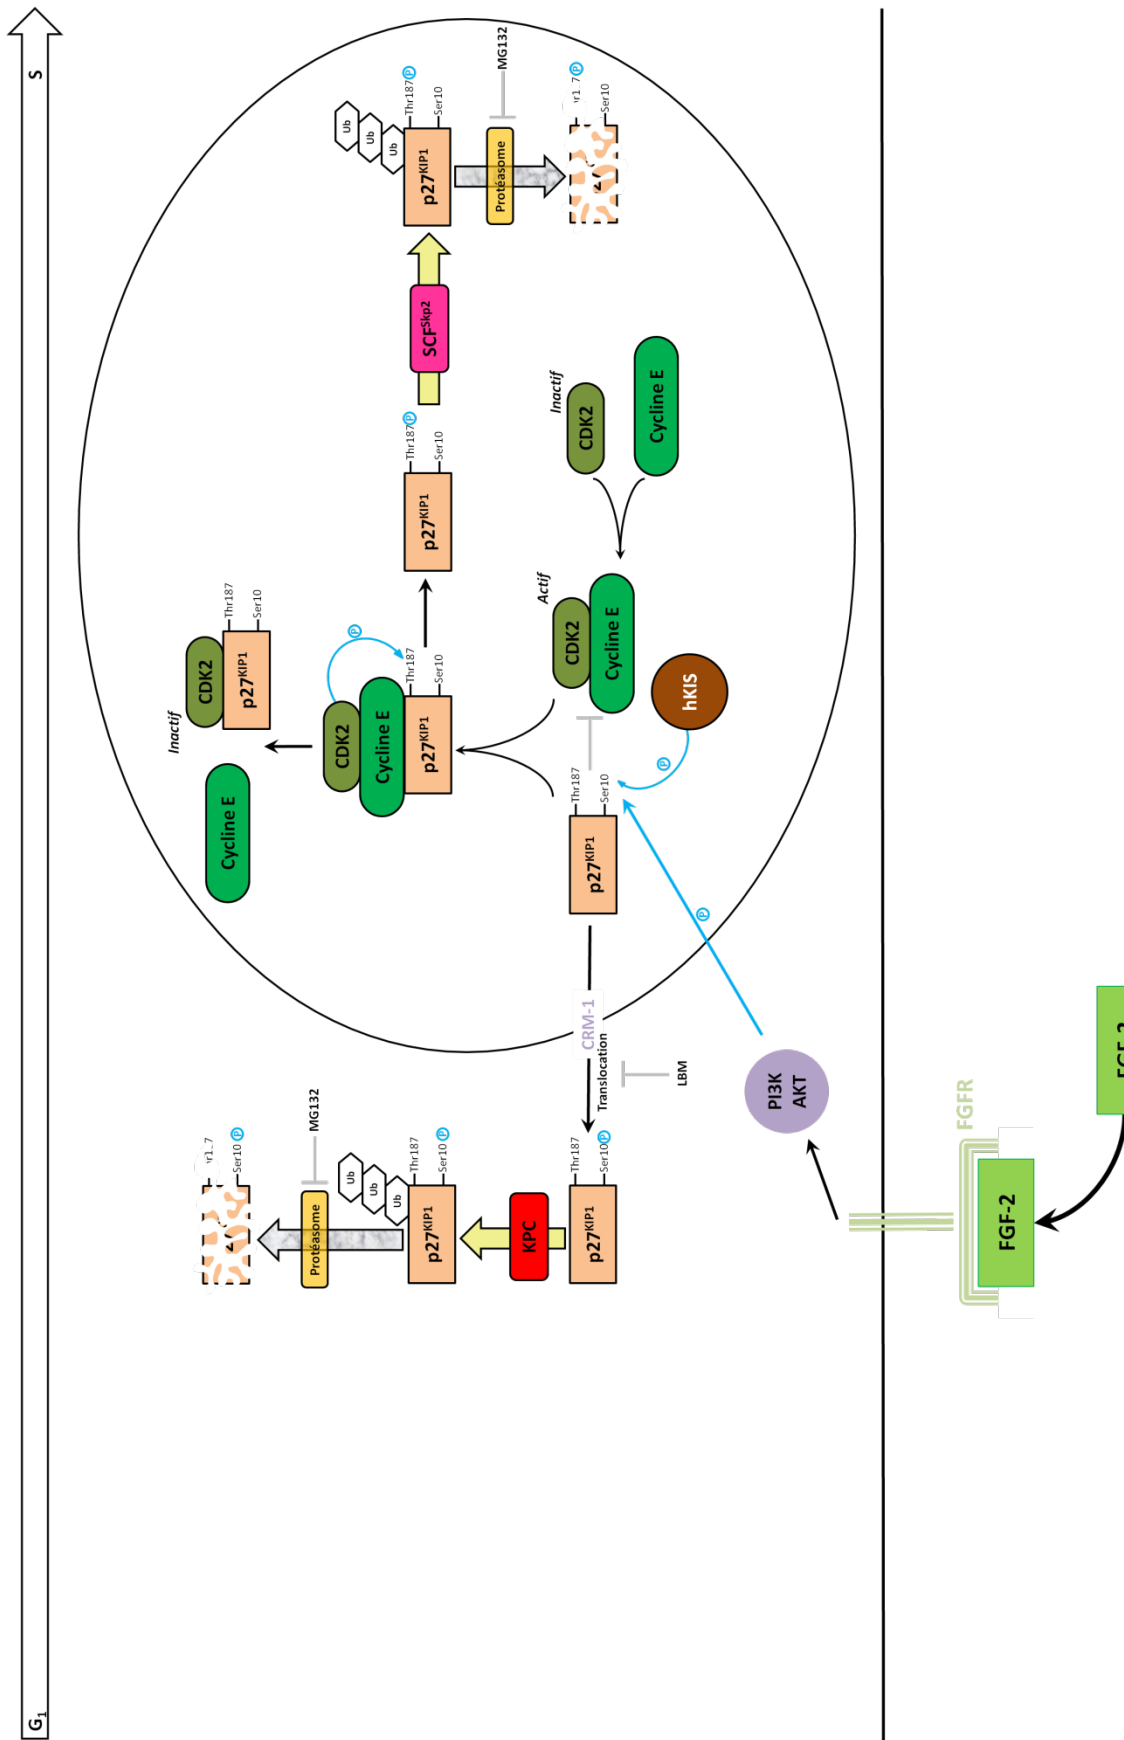 G1
S
p27KIP1
Thr187
Ser10 P
MG132
Protéasome
Ub
Ub
Ub
p27KIP1
Thr187
Ser10 P
KPC
p27KIP1
Thr187
Ser10 P
Translocation
CRM-1
LBM
p27KIP1
Thr187
Ser10
P
hKIS
P
PI3K
AKT
FGFR
FGF-2
Inactif
Cycline E
CDK2
p27KIP1
Thr187
Ser10
CDK2
Cycline E
p27KIP1
Thr187
Ser10
P
Actif
CDK2
Cycline E
Inactif
CDK2
Cycline E
p27KIP1
Thr187 P
Ser10
SCFSkp2
Ub
Ub
Ub
p27KIP1
Thr187 P
Ser10
Protéasome
MG132
P
Ser10